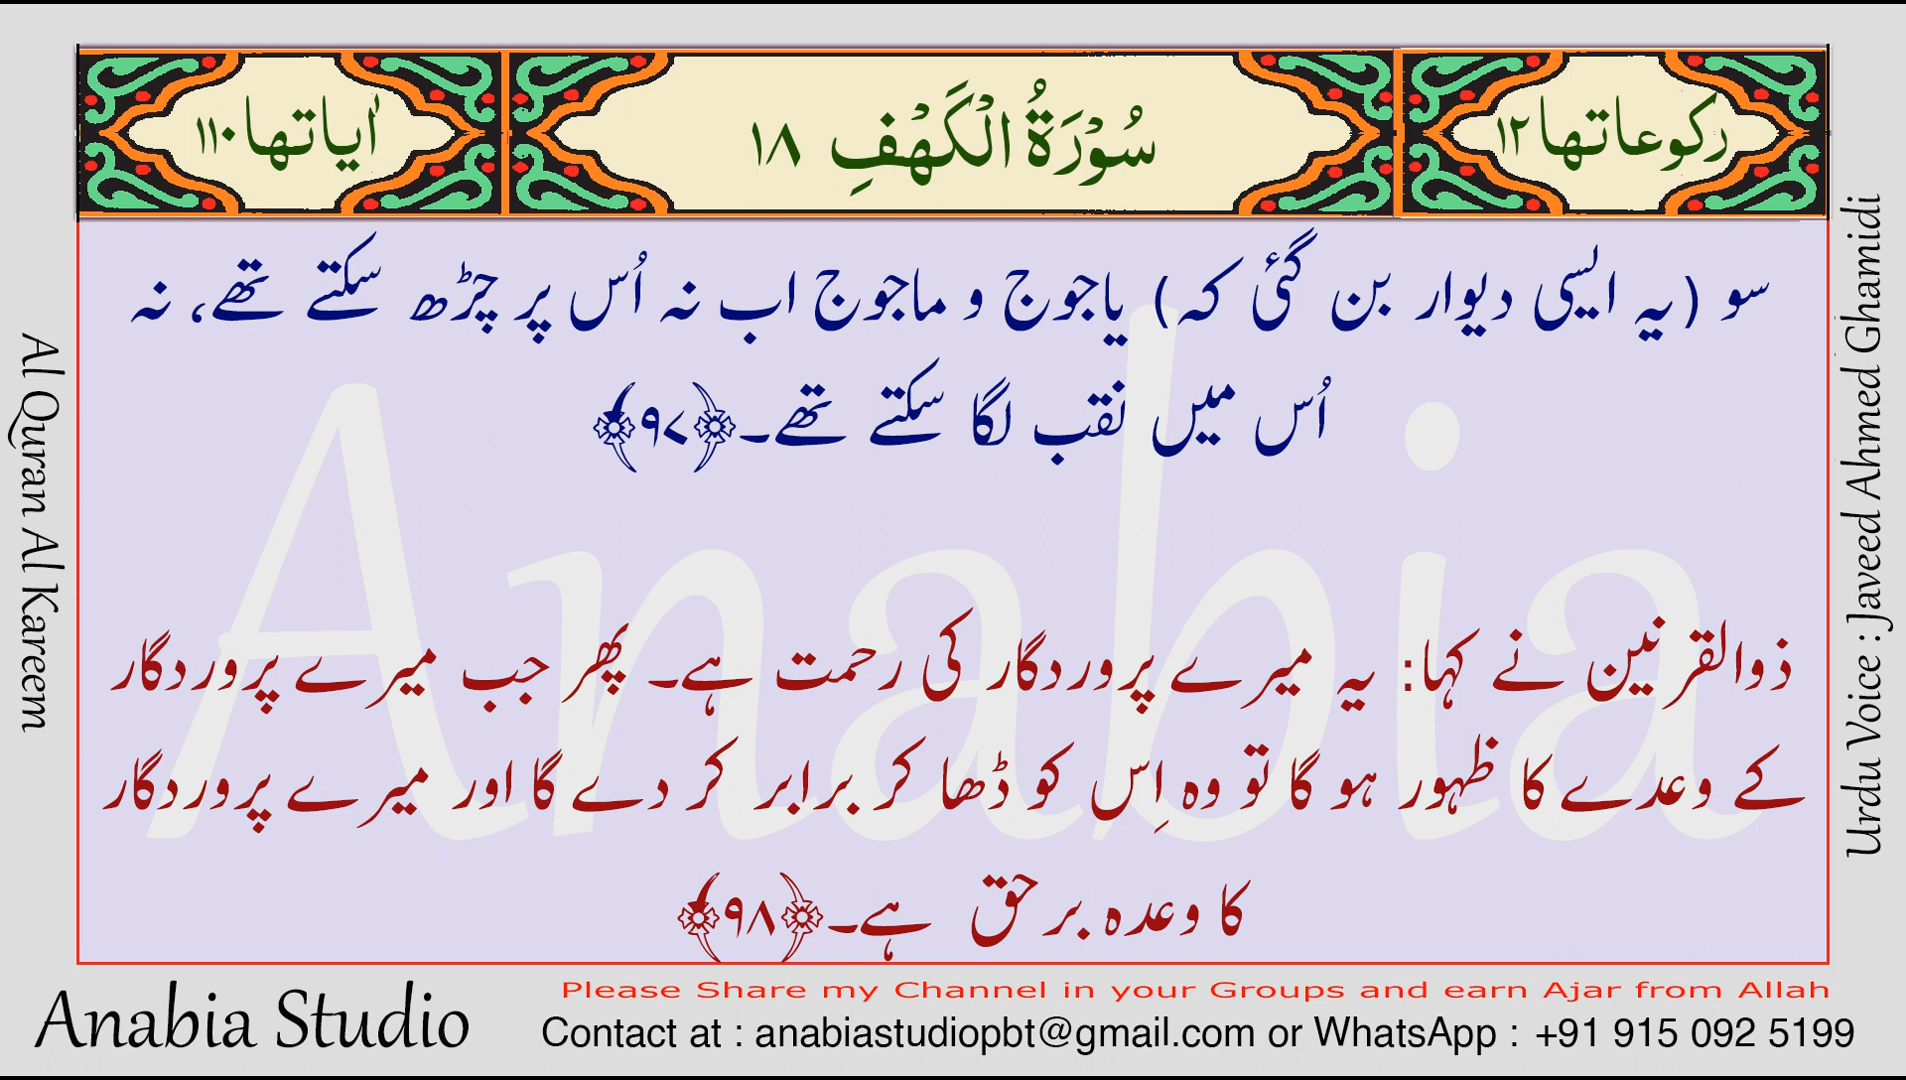 رکوعاتها ۱۲
سُوْرَةُ الْكَهْفِ ۱۸
اٰیاتها ۱۱۰
سو (یہ ایسی دیوار بن گئی کہ) یاجوج و ماجوج اب نہ اُس پر چڑھ سکتے تھے، نہ
اُس میں نقب لگا سکتے تھے۔﴿۹۷﴾
ذوالقرنین نے کہا: یہ میرے پروردگار کی رحمت ہے۔ پھر جب میرے پروردگار
کے وعدے کا ظہور ہو گا تو وہ اِس کو ڈھا کر برابر کر دے گا اور میرے پروردگار
کا وعدہ برحق ہے۔﴿۹۸﴾
Al Quran Al Kareem
Urdu Voice : Javeed Ahmed Ghamidi
Anabia
Anabia Studio
Please Share my Channel in your Groups and earn Ajar from Allah
Contact at : anabiastudiopbt@gmail.com or WhatsApp : +91 915 092 5199